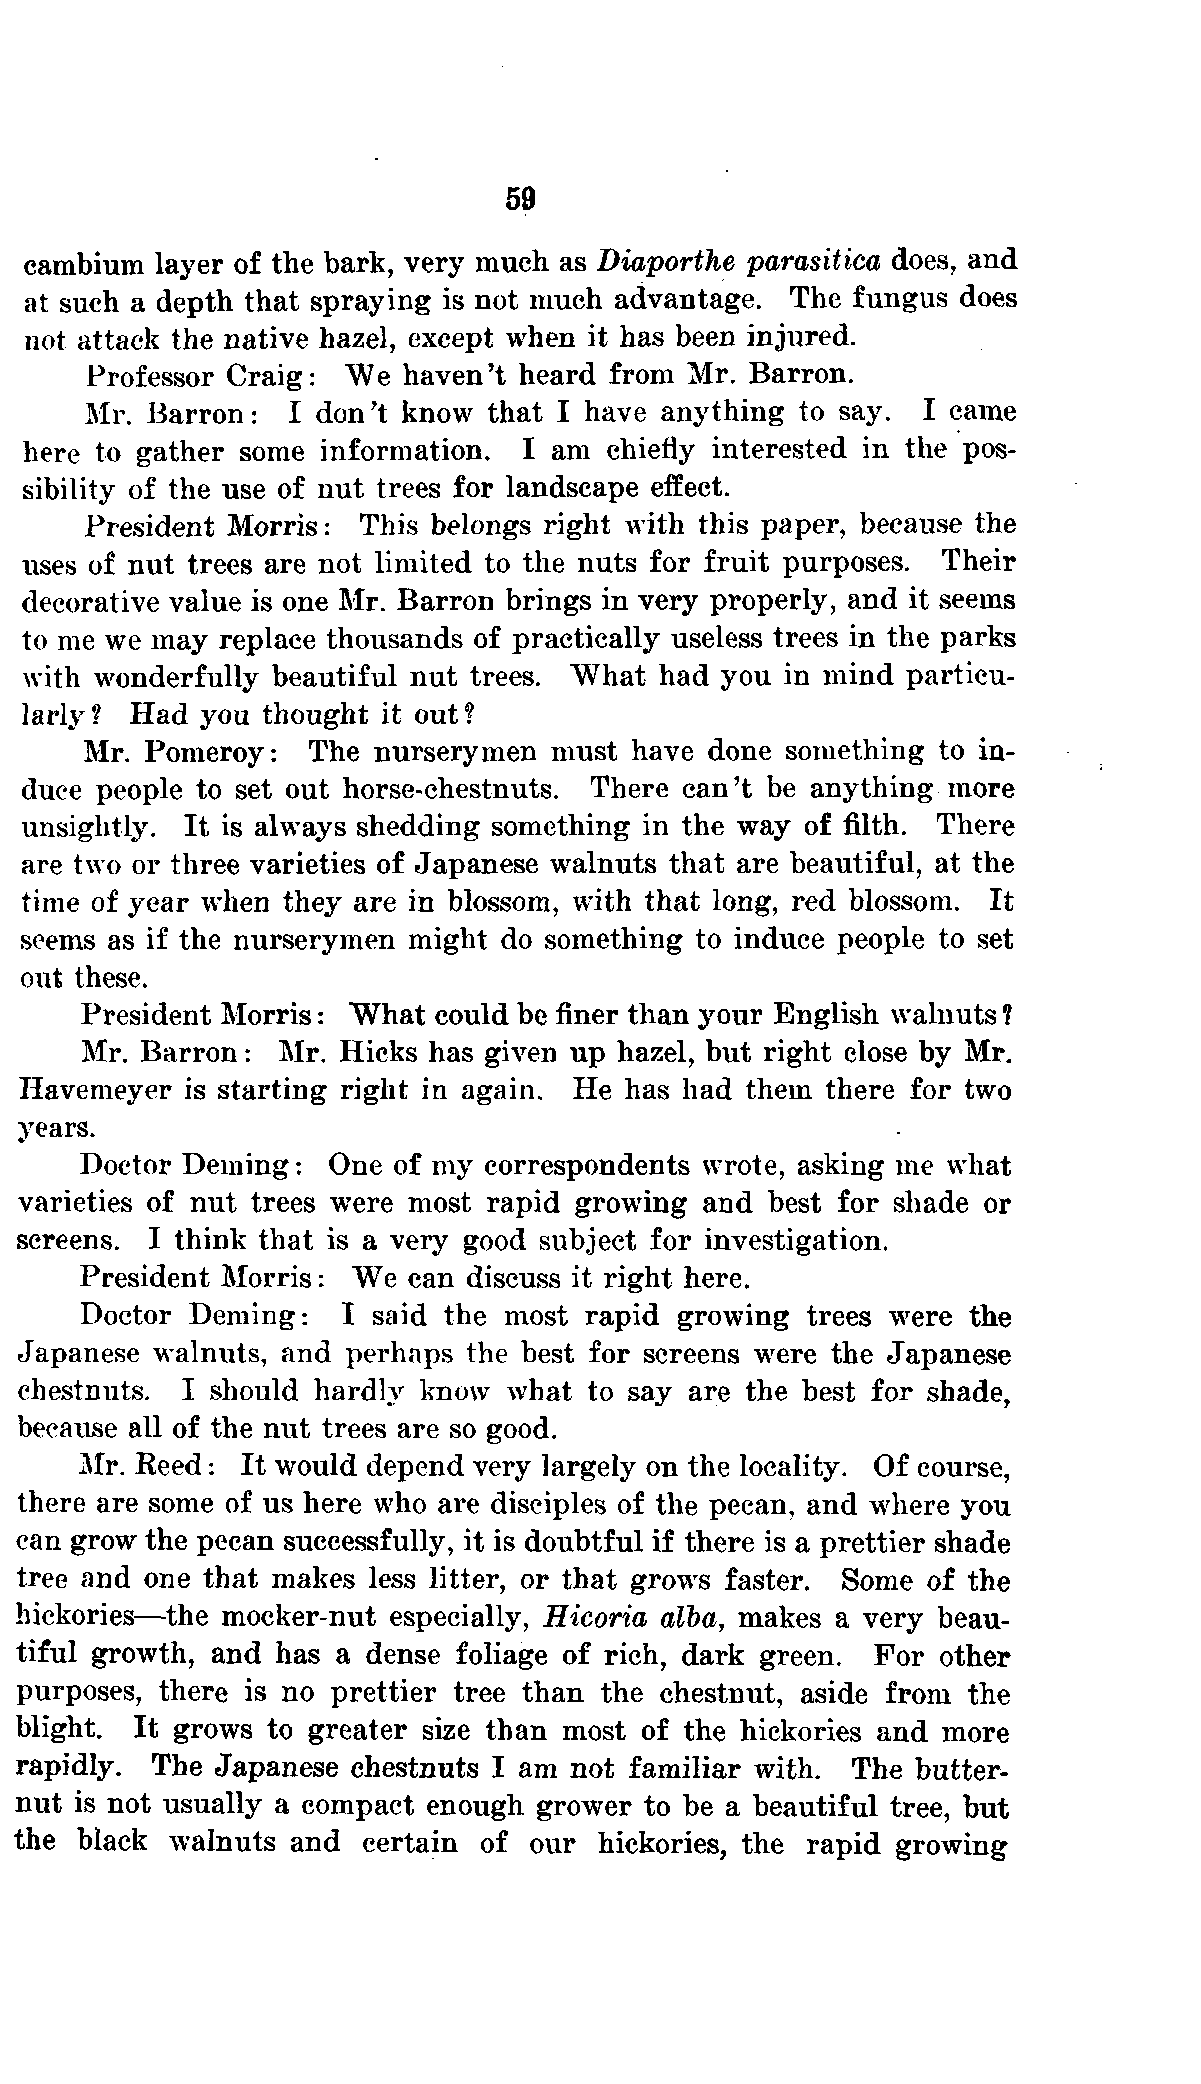 59
cambium layer of the bark, very much as Diaporthe parasitica does, and
at such a depth that spraying is not much advantage. The fungus does
not attack the native hazel, except when it has been injured.
Professor Craig: We haven't heard from Mr. Barron.
Mr. Barron: I don't know that I have anything to say. I came
here to gather some information. I am chiefly interested in the pos-
sibility of the use of nut trees for landscape effect.
President Morris: This belongs right with this paper, because the
uses of nut trees are not limited to the nuts for fruit purposes. Their
decorative value is one Mr. Barron brings in very properly, and it seems
to me we may replace thousands of practically useless trees in the parks
with wonderfully beautiful nut trees. What had you in mind particu-
larly? Had you thought it out?
Mr. Pomeroy: The nurserymen must have done something to in-
duce people to set out horse-chestnuts. There can't be anything more
unsightly. It is always shedding something in the way of filth. There
are two or three varieties of Japanese walnuts that are beautiful, at the
time of year when they are in blossom, with that long, red blossom. It
seems as if the nurserymen might do something to induce people to set
out these.
President Morris: What could be finer than your English walnuts?
Mr. Barron: Mr. Hicks has given up hazel, but right close by Mr.
Havemeyer is starting right in again. He has had them there for two
years.
Doctor Deming: One of my correspondents wrote, asking me what
varieties of nut trees were most rapid growing and best for shade or
screens. I think that is a very good subject for investigation.
President Morris: We can discuss it right here.
Doctor Deming: I said the most rapid growing trees were the
Japanese walnuts, and perhaps the best for screens were the Japanese
chestnuts. I should hardly know what to say are the best for shade,
because all of the nut trees are so good.
Mr. Reed: It would depend very largely on the locality. Of course,
there are some of us here who are disciples of the pecan, and where you
can grow the pecan successfully, it is doubtful if there is a prettier shade
tree and one that makes less litter, or that grows faster. Some of the
hickories—the mocker-nut especially, Hicoria alba, makes a very beau-
tiful growth, and has a dense foliage of rich, dark green. For other
purposes, there is no prettier tree than the chestnut, aside from the
blight. It grows to greater size than most of the hickories and more
rapidly. The Japanese chestnuts I am not familiar with. The butter-
nut is not usually a compact enough grower to be a beautiful tree, but
the black walnuts and certain of our hickories, the rapid growing